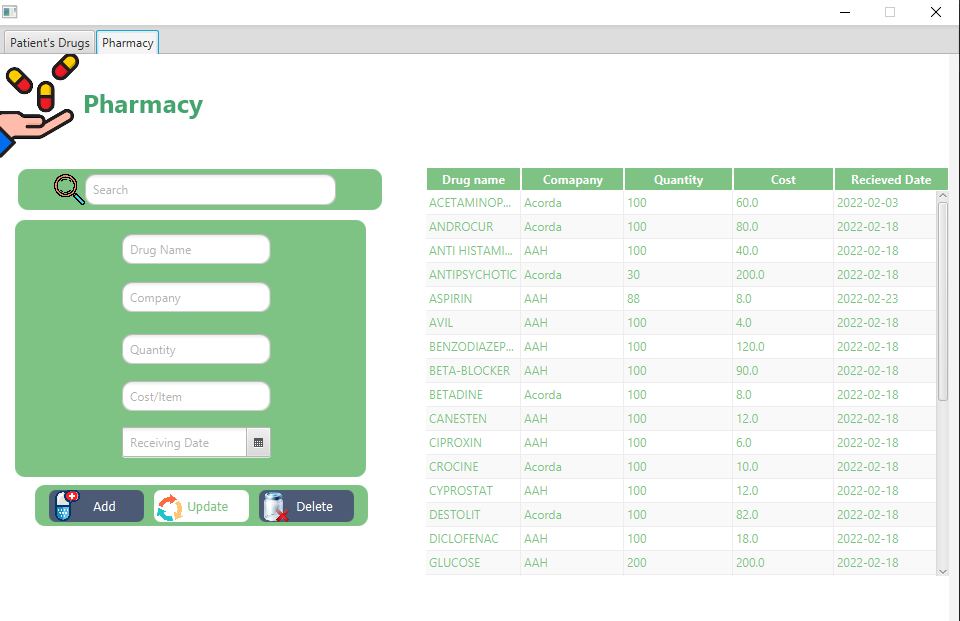 Patient's Drugs Pharmacy
Pharmacy
Search
Drug Name
Company
Quantity
Cost/Item
Receiving Date
Add Update Delete
Drug name Comapany Quantity Cost Recieved Date
ACETAMINOP... Acorda 100 60.0 2022-02-03
ANDROCUR Acorda 100 80.0 2022-02-18
ANTI HISTAMI... AAH 100 40.0 2022-02-18
ANTIPSYCHOTIC Acorda 30 200.0 2022-02-18
ASPIRIN AAH 88 8.0 2022-02-23
AVIL AAH 100 4.0 2022-02-18
BENZODIAZEP... AAH 100 120.0 2022-02-18
BETA-BLOCKER AAH 100 90.0 2022-02-18
BETADINE Acorda 100 8.0 2022-02-18
CANESTEN AAH 100 12.0 2022-02-18
CIPROXIN AAH 100 6.0 2022-02-18
CROCINE Acorda 100 10.0 2022-02-18
CYPROSTAT AAH 100 12.0 2022-02-18
DESTOLIT Acorda 100 82.0 2022-02-18
DICLOFENAC AAH 100 18.0 2022-02-18
GLUCOSE AAH 200 200.0 2022-02-18